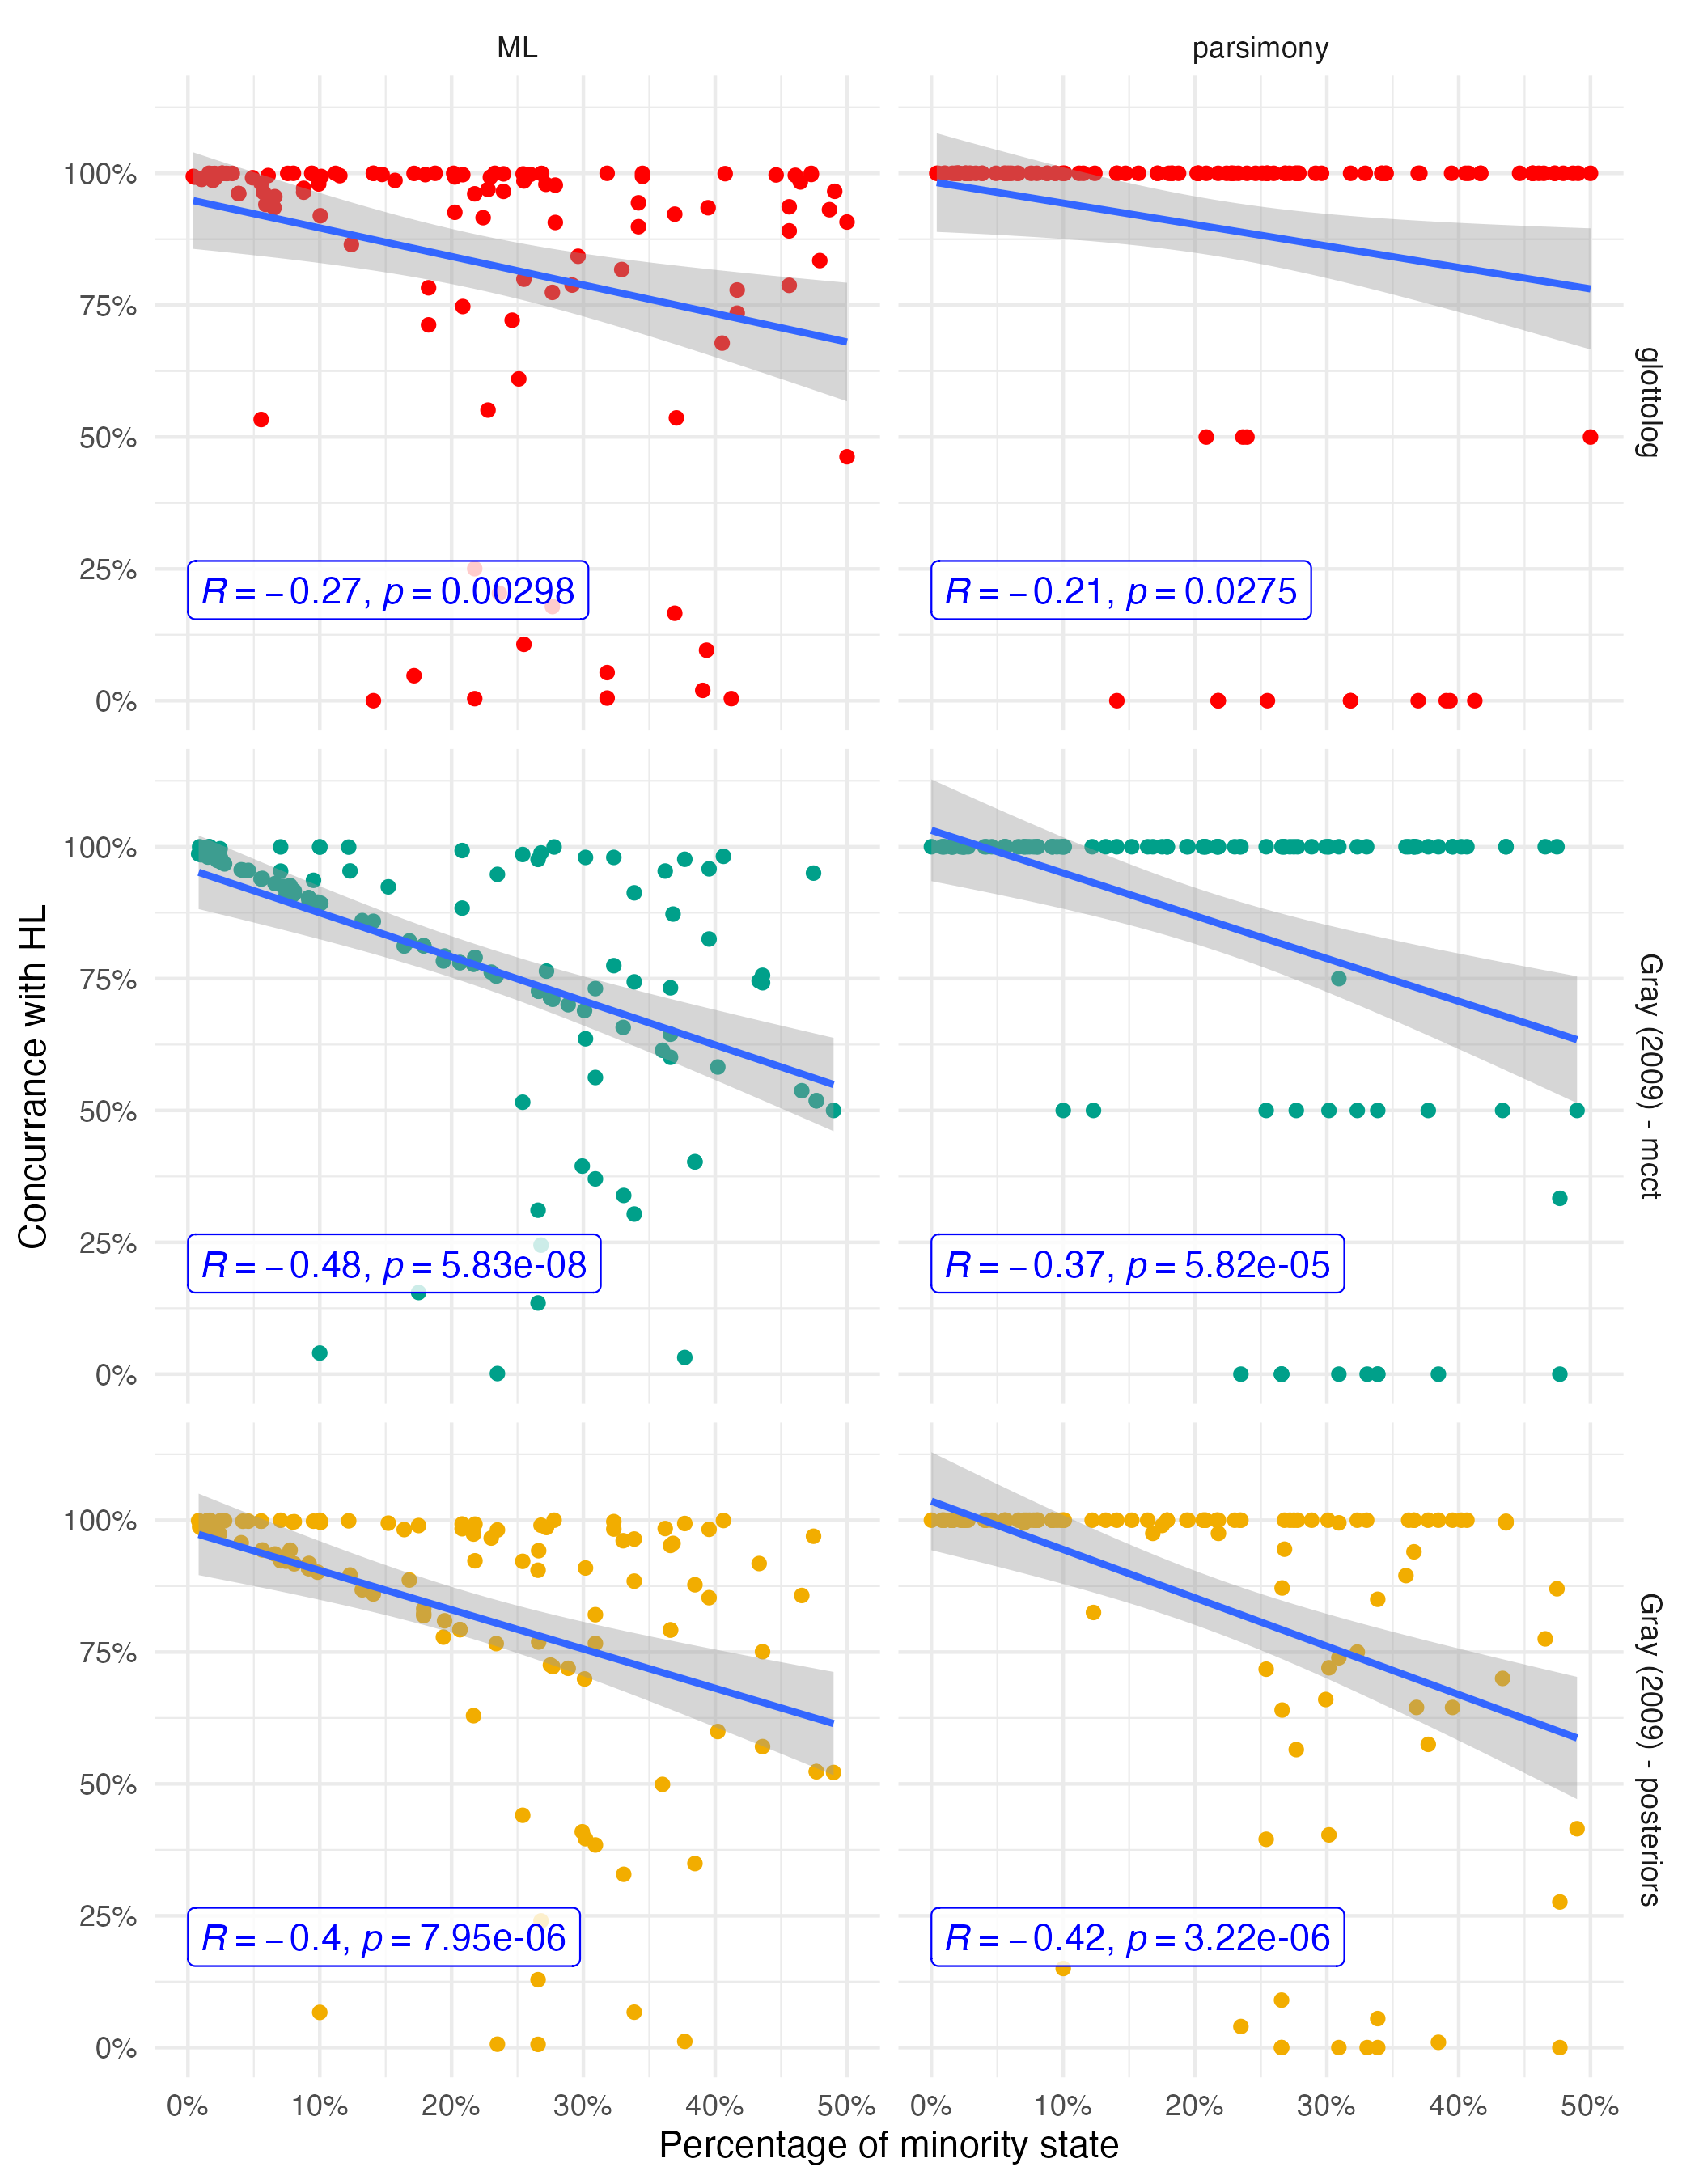 ML
parsimony
100%
75%
50%
25%
0%
R = −0.27, p = 0.00298
R = −0.21, p = 0.0275
glottolog
Concurrance with HL
100%
75%
50%
25%
0%
R = −0.48, p = 5.83e-08
R = −0.37, p = 5.82e-05
Gray (2009) - mcct
100%
75%
50%
25%
0%
R = −0.4, p = 7.95e-06
R = −0.42, p = 3.22e-06
Gray (2009) - posteriors
0% 10% 20% 30% 40% 50%
0% 10% 20% 30% 40% 50%
Percentage of minority state